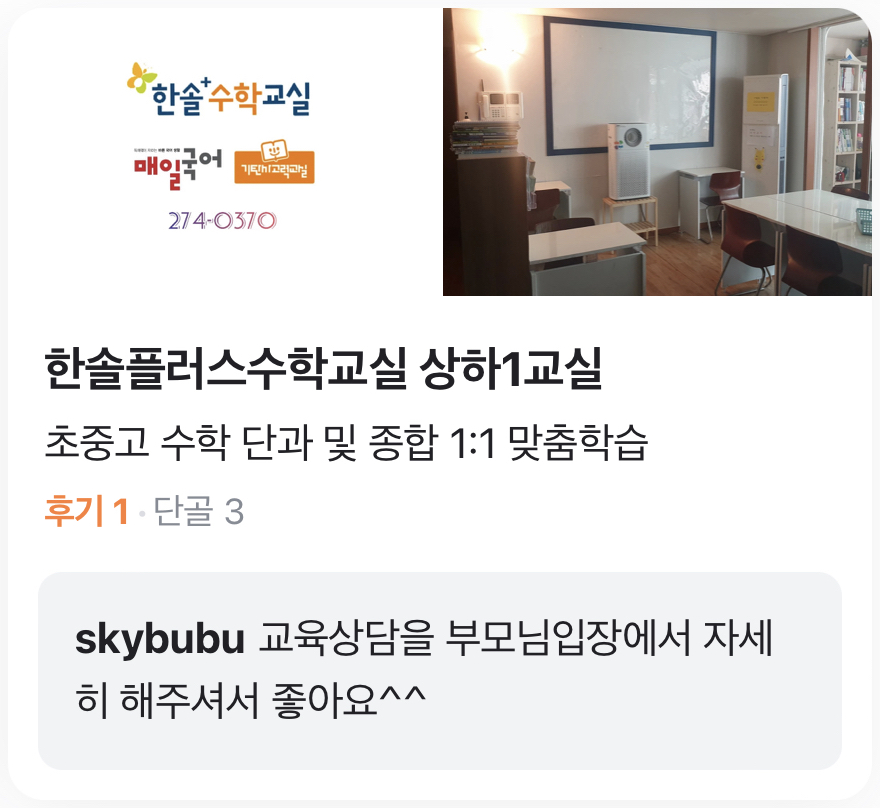 한솔+수학교실
매일국어 기탄사고력교실
274-0370
한솔플러스수학교실 상하1교실
초중고 수학 단과 및 종합 1:1 맞춤학습
후기 1 · 단골 3
skybubu 교육상담을 부모님입장에서 자세
히 해주셔서 좋아요^^